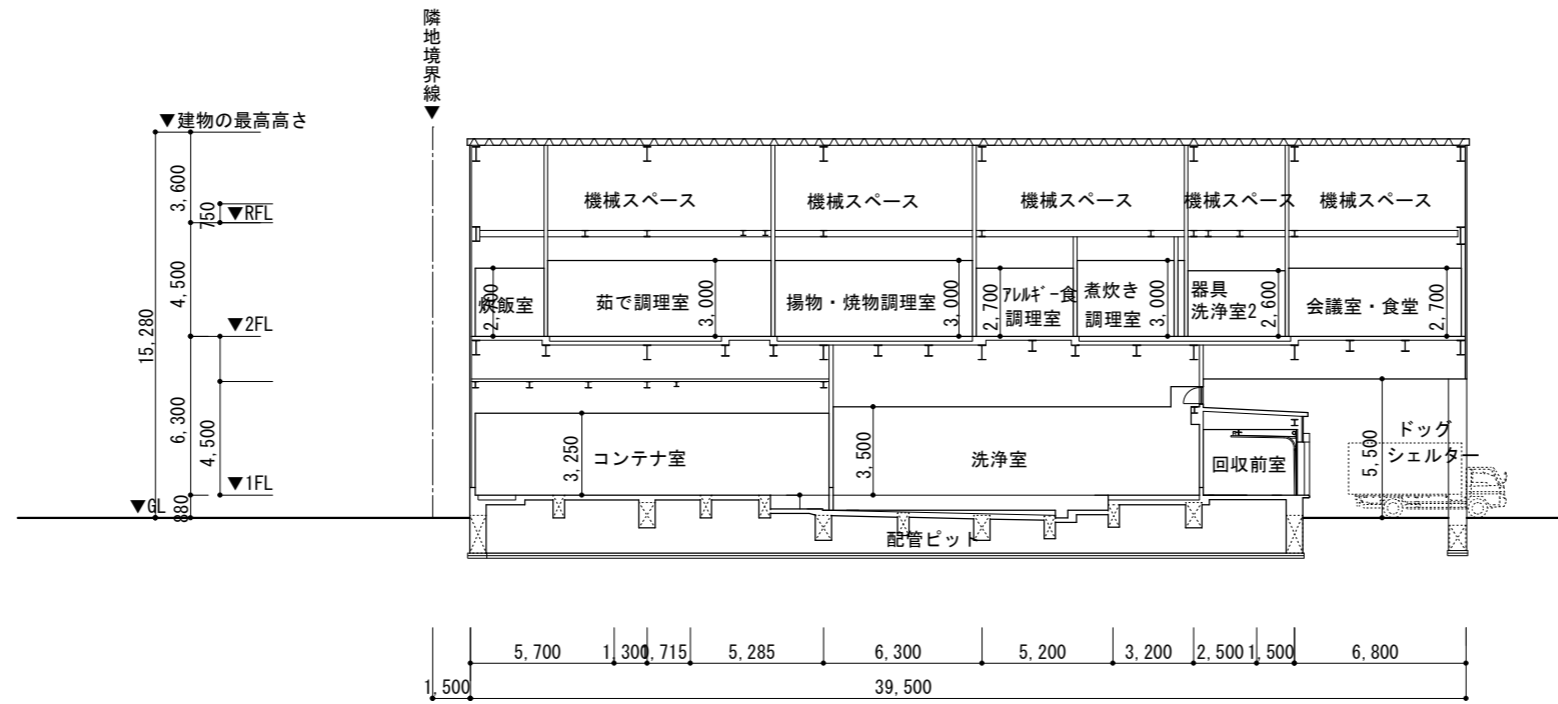 隣地境界線
▼
▼建物の最高高さ
3,600
750
▼RFL
4,500
▼2FL
15,280
6,300
4,500
▼1FL
▼GL
880
機械スペース
機械スペース
機械スペース
機械スペース
機械スペース
炊飯室
2,700
茹で調理室
3,000
揚物・焼物調理室
3,000
2,700
ｱﾚﾙｷﾞｰ食
調理室
煮炊き
調理室
3,000
器具
洗浄室2
2,600
会議室・食堂
2,700
コンテナ室
3,250
3,500
洗浄室
回収前室
5,500
ドッグ
シェルター
配管ピット
5,700
1,300
1,715
5,285
6,300
5,200
3,200
2,500
1,500
6,800
1,500
39,500